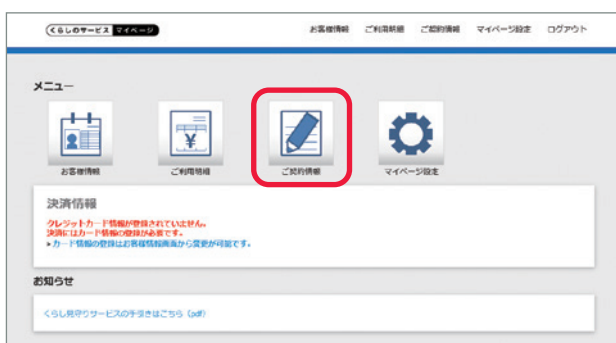 くらしのサービス マイページ
お客様情報 ご利用明細 ご契約情報 マイページ設定 ログアウト
メニュー
お客様情報 ご利用明細 ご契約情報 マイページ設定
決済情報
クレジットカード情報が登録されていません。
決済にはカード情報の登録が必要です。
▸カード情報の登録はお客様情報画面から変更が可能です。
お知らせ
くらし見守りサービスの手引きはこちら (pdf)